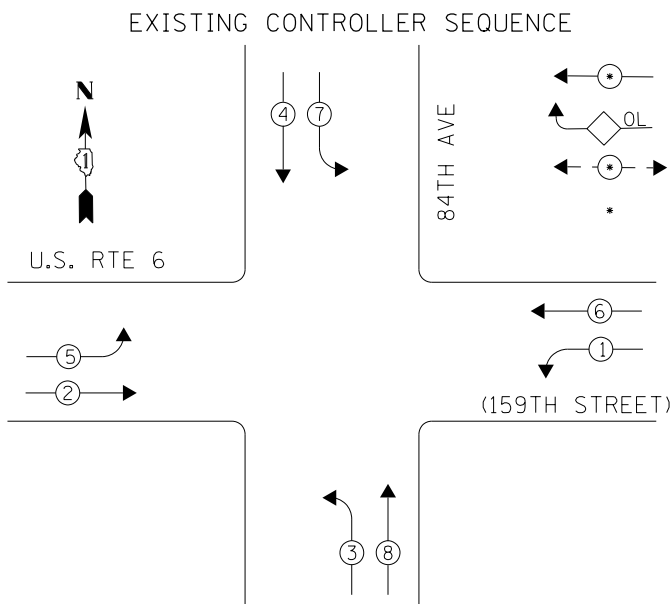 EXISTING CONTROLLER SEQUENCE
N
1
4
7
84TH AVE
*
OL
*
*
U.S. RTE 6
5
2
6
1
(159TH STREET)
3
8